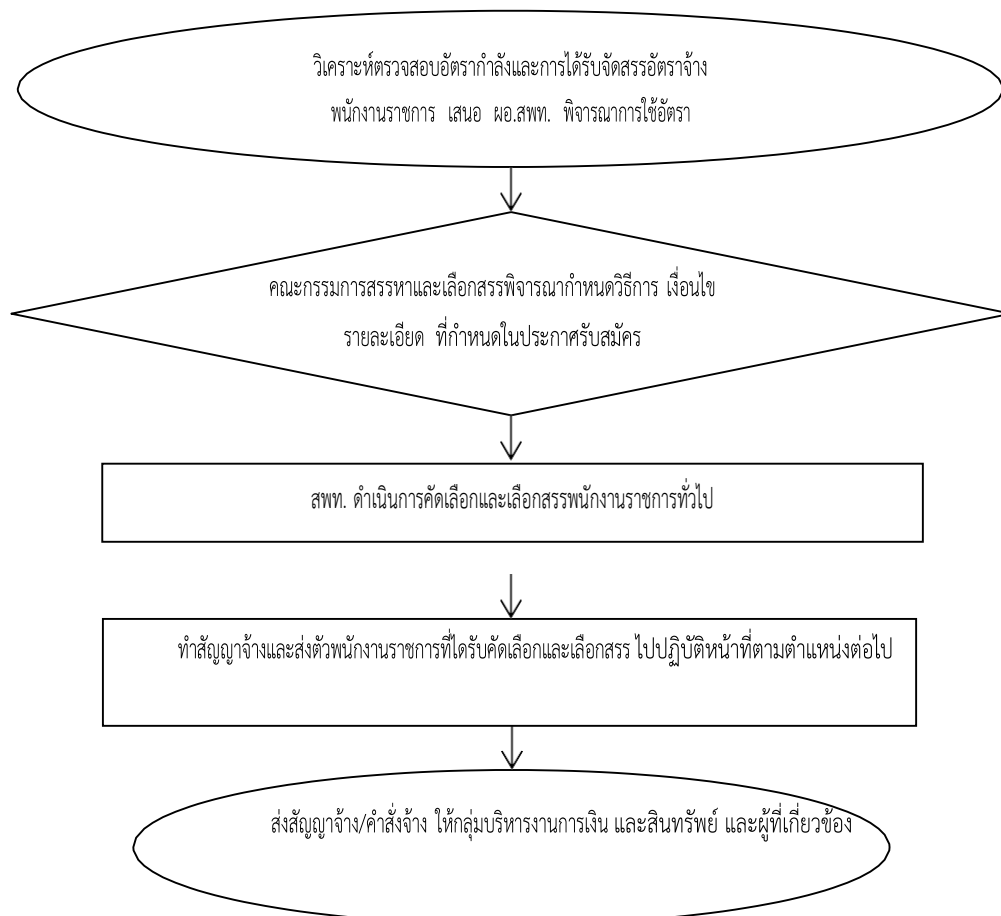 วิเคราะห์ตรวจสอบอัตรากำลังและการได้รับจัดสรรอัตราจ้าง
พนักงานราชการ เสนอ ผอ.สพท. พิจารณาการใช้อัตรา
คณะกรรมการสรรหาและเลือกสรรพิจารณากำหนดวิธีการ เงื่อนไข
รายละเอียด ที่กำหนดในประกาศรับสมัคร
สพท. ดำเนินการคัดเลือกและเลือกสรรพนักงานราชการทั่วไป
ทำสัญญาจ้างและส่งตัวพนักงานราชการที่ได้รับคัดเลือกและเลือกสรร ไปปฏิบัติหน้าที่ตามตำแหน่งต่อไป
ส่งสัญญาจ้าง/คำสั่งจ้าง ให้กลุ่มบริหารงานการเงิน และสินทรัพย์ และผู้ที่เกี่ยวข้อง